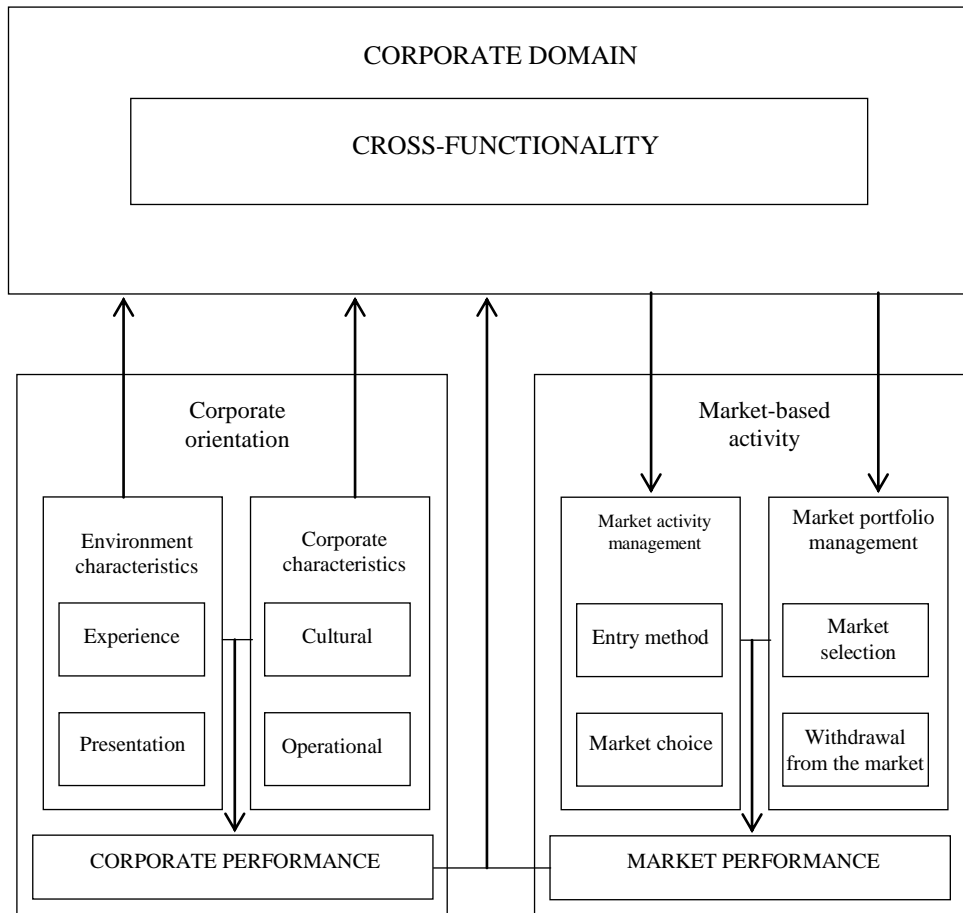 CORPORATE DOMAIN
CROSS-FUNCTIONALITY
Corporate
orientation
Environment
characteristics
Experience
Presentation
Corporate
characteristics
Cultural
Operational
CORPORATE PERFORMANCE
Market-based
activity
Market activity
management
Entry method
Market choice
Market portfolio
management
Market
selection
Withdrawal
from the market
MARKET PERFORMANCE